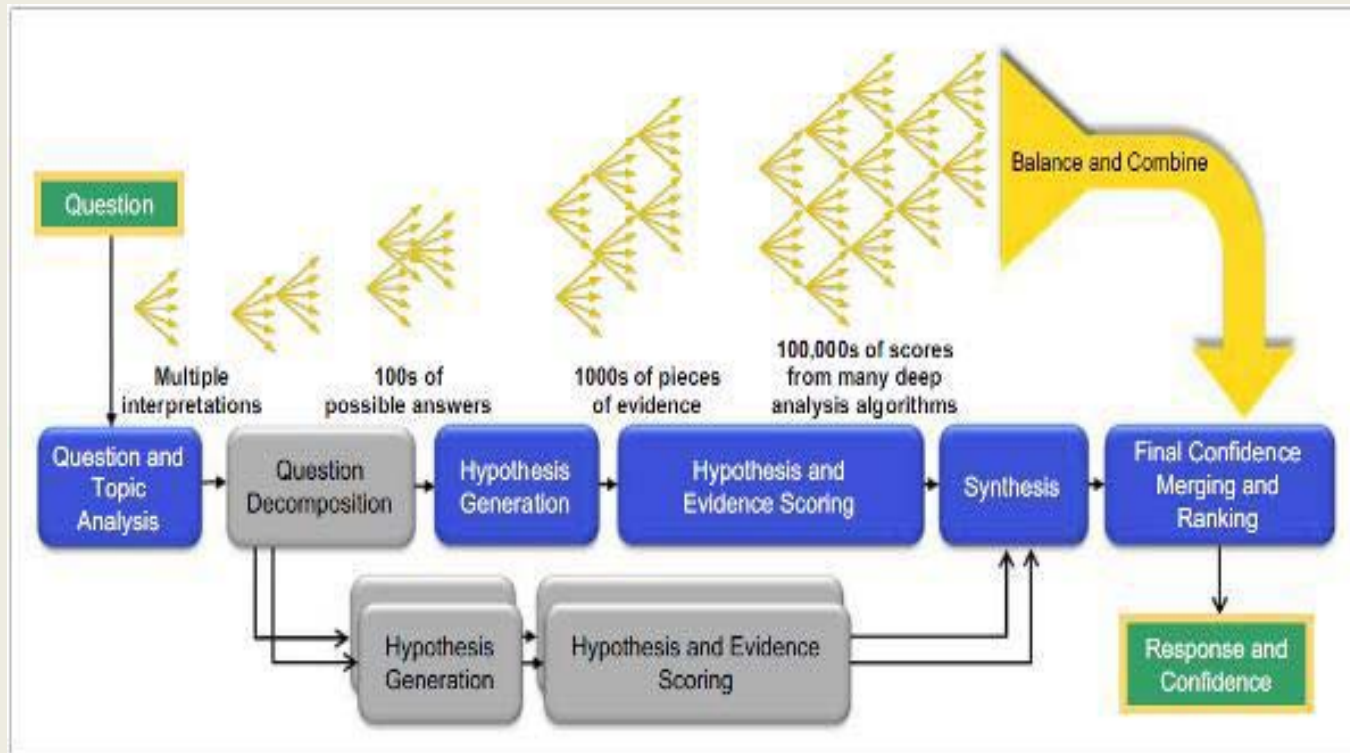 Question
Balance and Combine
Multiple
interpretations
100s of
possible answers
1000s of pieces
of evidence
100,000s of scores
from many deep
analysis algorithms
Question and
Topic
Analysis
Question
Decomposition
Hypothesis
Generation
Hypothesis and
Evidence Scoring
Synthesis
Final Confidence
Merging and
Ranking
Hypothesis
Generation
Hypothesis and Evidence
Scoring
Response and
Confidence